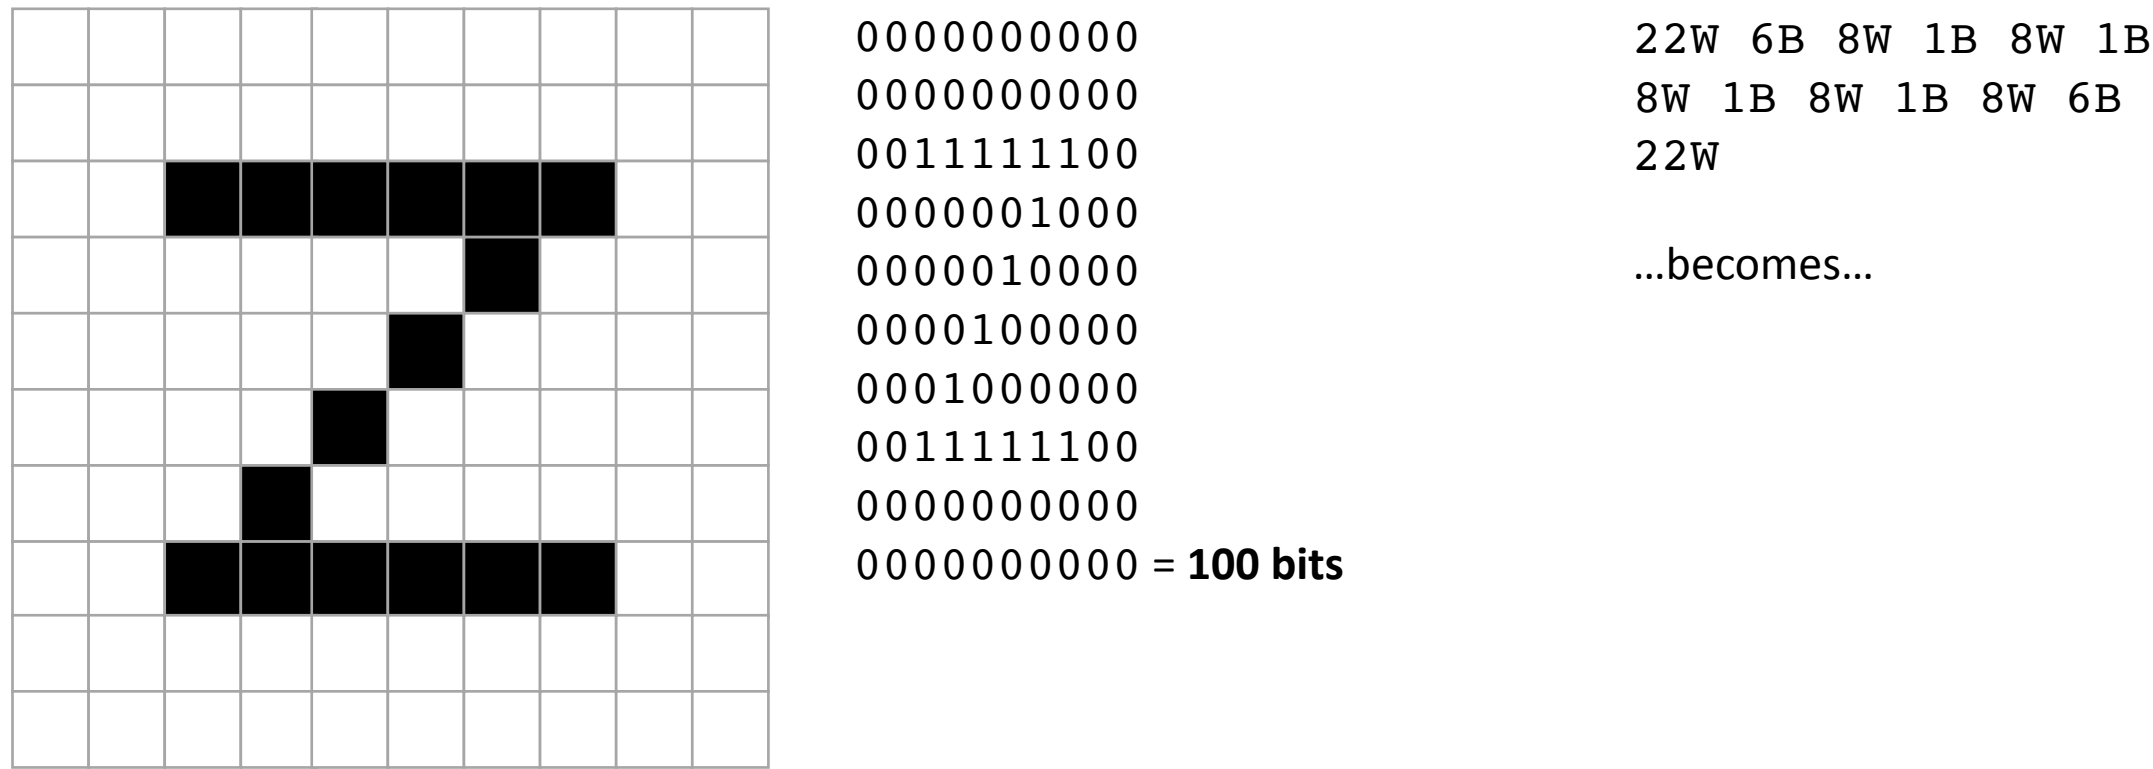 0000000000
0000000000
0011111100
0000001000
0000010000
0000100000
0001000000
0011111100
0000000000
0000000000 = 100 bits
22W 6B 8W 1B 8W 1B
8W 1B 8W 1B 8W 6B
22W
…becomes…